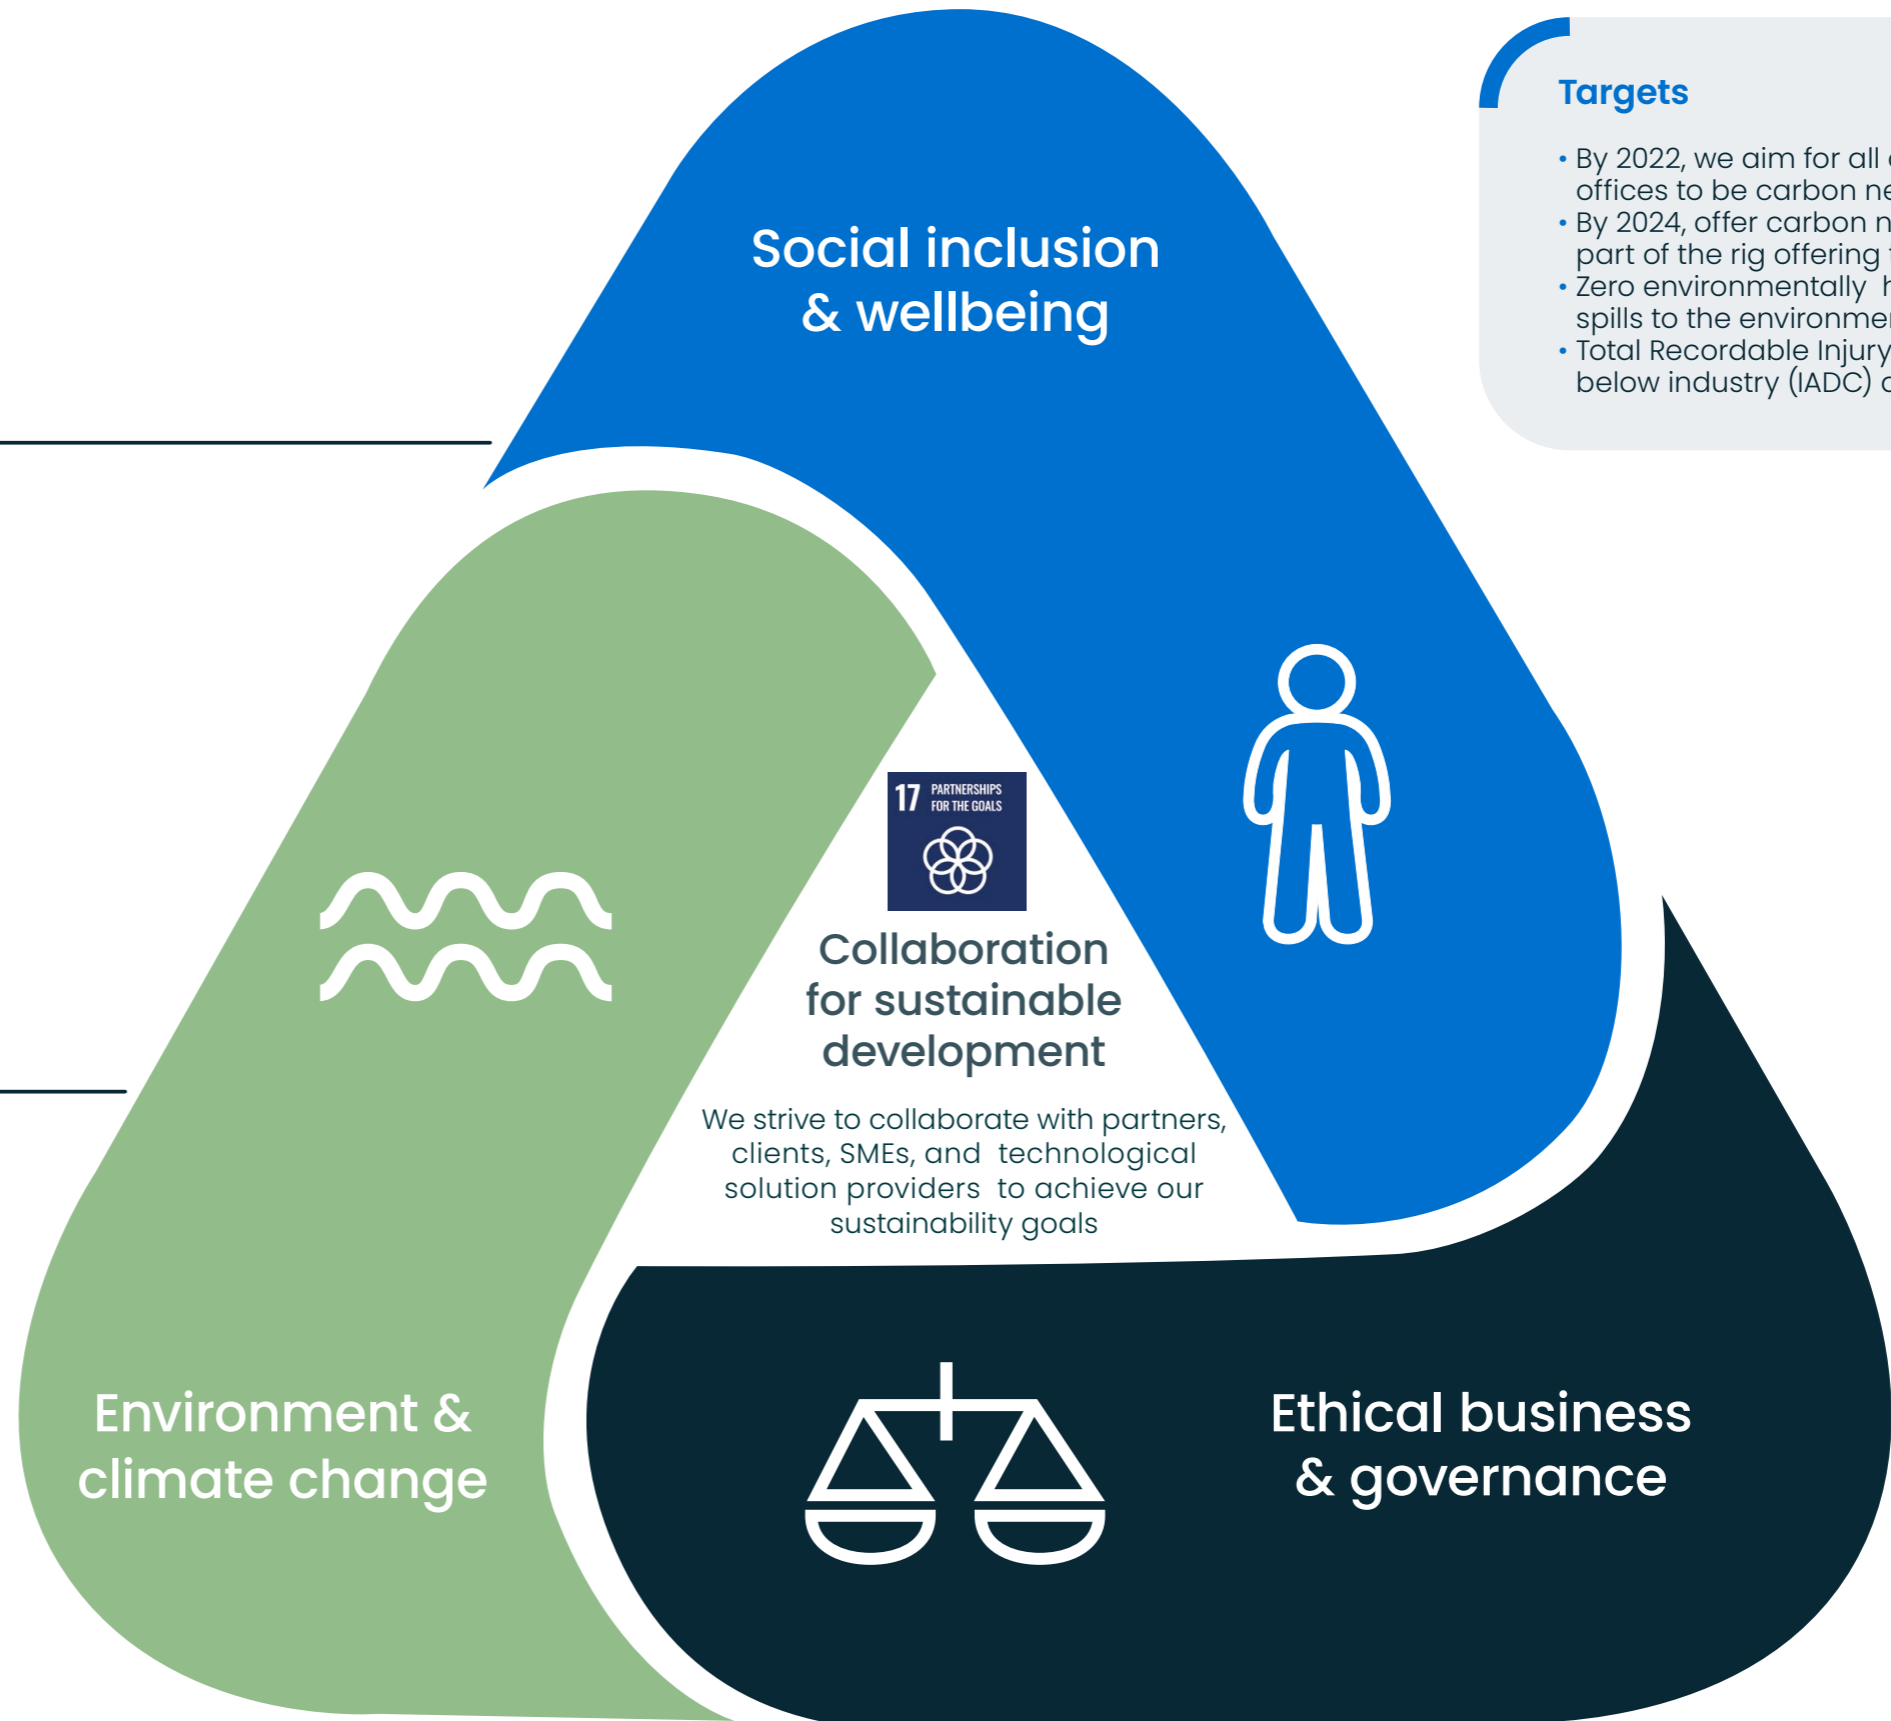 Social inclusion
& wellbeing
Targets
• By 2022, we aim for all
offices to be carbon
• By 2024, offer carbon
part of the rig offering
• Zero environmentally
spills to the
• Total Recordable Injury
below industry (IADC)
17 PARTNERSHIPS
FOR THE GOALS
Collaboration
for sustainable
development
We strive to collaborate with partners,
clients, SMEs, and technological
solution providers to achieve our
sustainability goals
Environment &
climate change
Ethical business
& governance